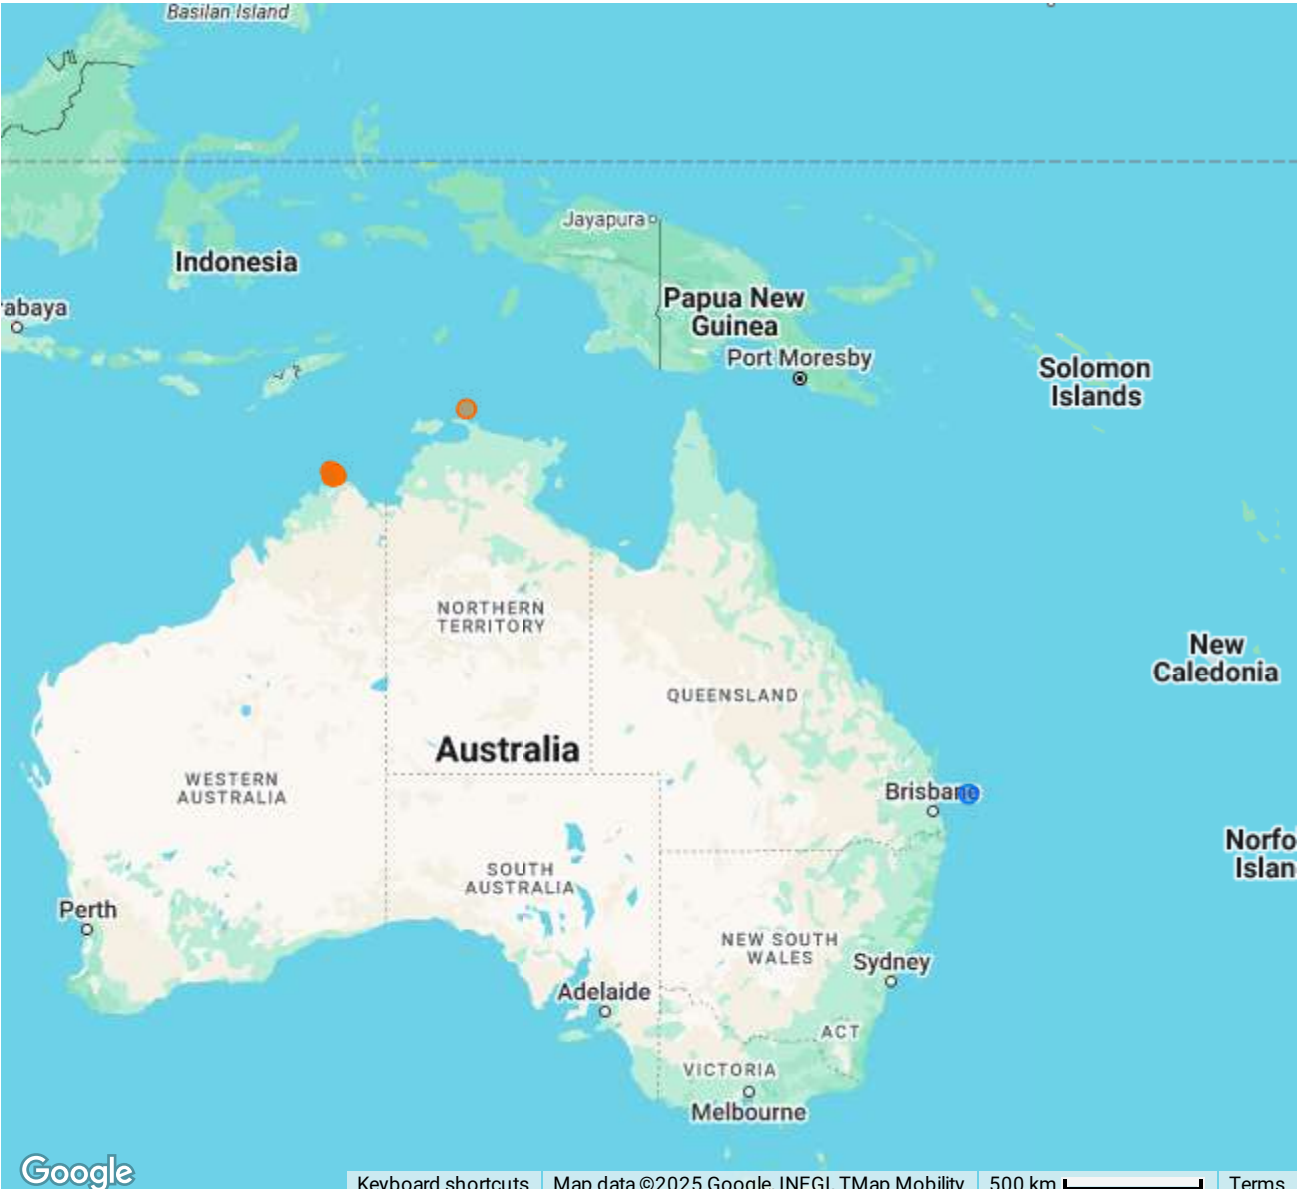 Basilan Island
Jayapura
Indonesia
Papua New
Guinea
rabaya
Port Moresby
Solomon
Islands
NORTHERN
TERRITORY
New
Caledonia
QUEENSLAND
Australia
WESTERN
AUSTRALIA
Brisbane
Norfo
Islan
SOUTH
AUSTRALIA
Perth
NEW SOUTH
WALES
Sydney
Adelaide
ACT
VICTORIA
Melbourne
Google
Keyboard shortcuts Map data ©2025 Google, INEGI, TMap Mobility 500 km Terms